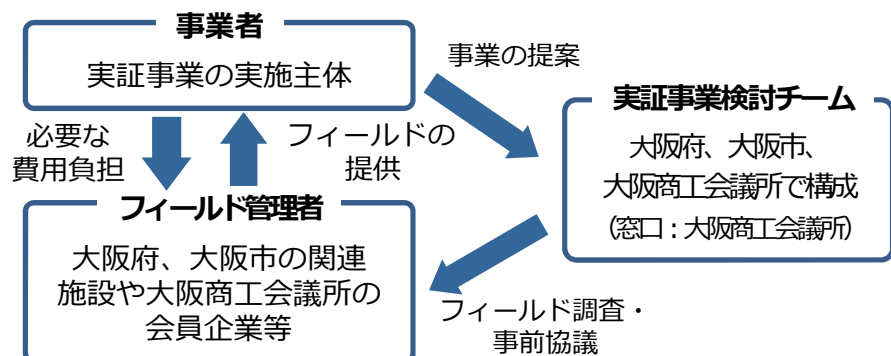 事業者
実証事業の実施主体
事業の提案
実証事業検討チーム
大阪府、大阪市、
大阪商工会議所で構成
（窓口：大阪商工会議所）
必要な
費用負担
フィールドの
提供
フィールド管理者
大阪府、大阪市の関連
施設や大阪商工会議所の
会員企業等
フィールド調査・
事前協議